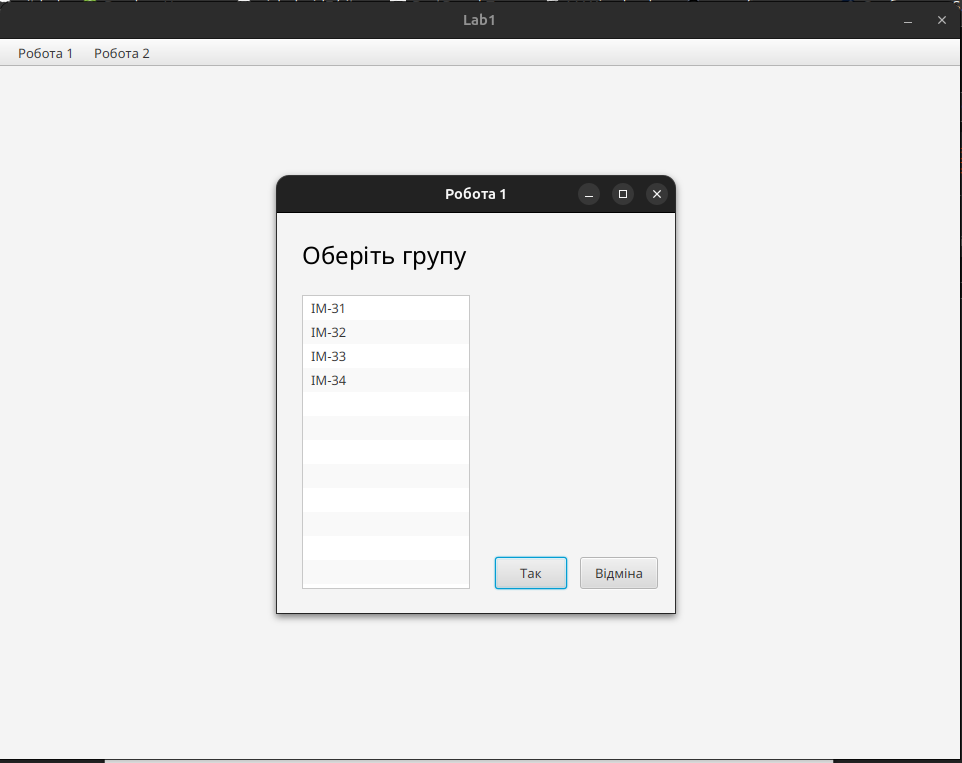 Lab1
Робота 1 Робота 2
Робота 1
Оберіть групу
ІМ-31
ІМ-32
ІМ-33
ІМ-34
Так Відміна